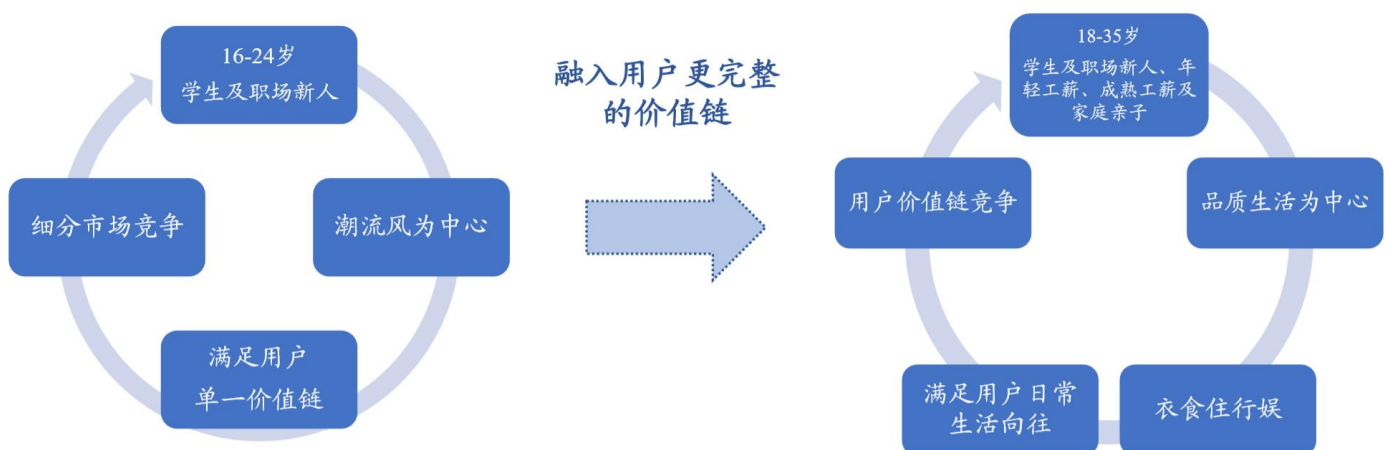 16-24岁
学生及职场新人
细分市场竞争
潮流风为中心
满足用户
单一价值链
融入用户更完整
的价值链
18-35岁
学生及职场新人、年
轻工薪、成熟工薪及
家庭亲子
用户价值链竞争
品质生活为中心
满足用户日常
生活向往
衣食住行娱